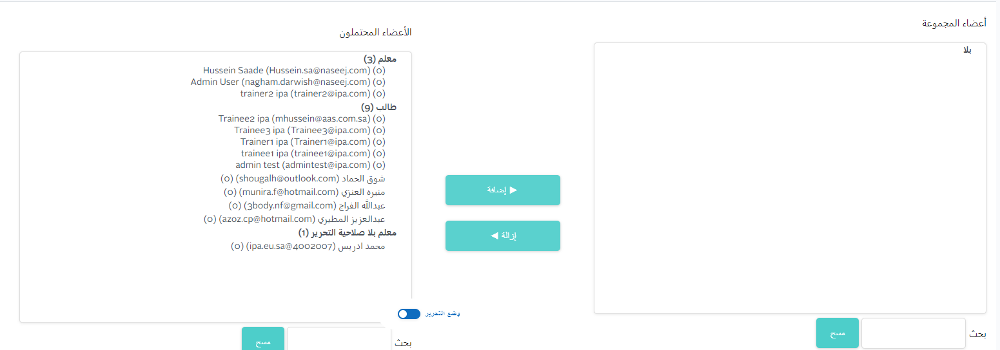 أعضاء المجموعة
بلا
بحث
مسح
◀ إضافة
إزالة ▶
الأعضاء المحتملون
معلم (3)
Hussein Saade (Hussein.sa@naseej.com) (0)
Admin User (nagham.darwish@naseej.com) (0)
trainer2 ipa (trainer2@ipa.com) (0)
طالب (9)
Trainee2 ipa (mhussein@aas.com.sa) (0)
Trainee3 ipa (Trainee3@ipa.com) (0)
Trainer1 ipa (Trainer1@ipa.com) (0)
trainee1 ipa (trainee1@ipa.com) (0)
admin test (admintest@ipa.com) (0)
شوق الحماد (shougalh@outlook.com) (0)
منيره العنزي (munira.f@hotmail.com) (0)
عبدالله الفراج (3body.nf@gmail.com) (0)
عبدالعزيز المطيري (azoz.cp@hotmail.com) (0)
معلم بلا صلاحية التحرير (1)
محمد ادريس (4002007@ipa.eu.sa) (0)
وضع التحرير
بحث
مسح